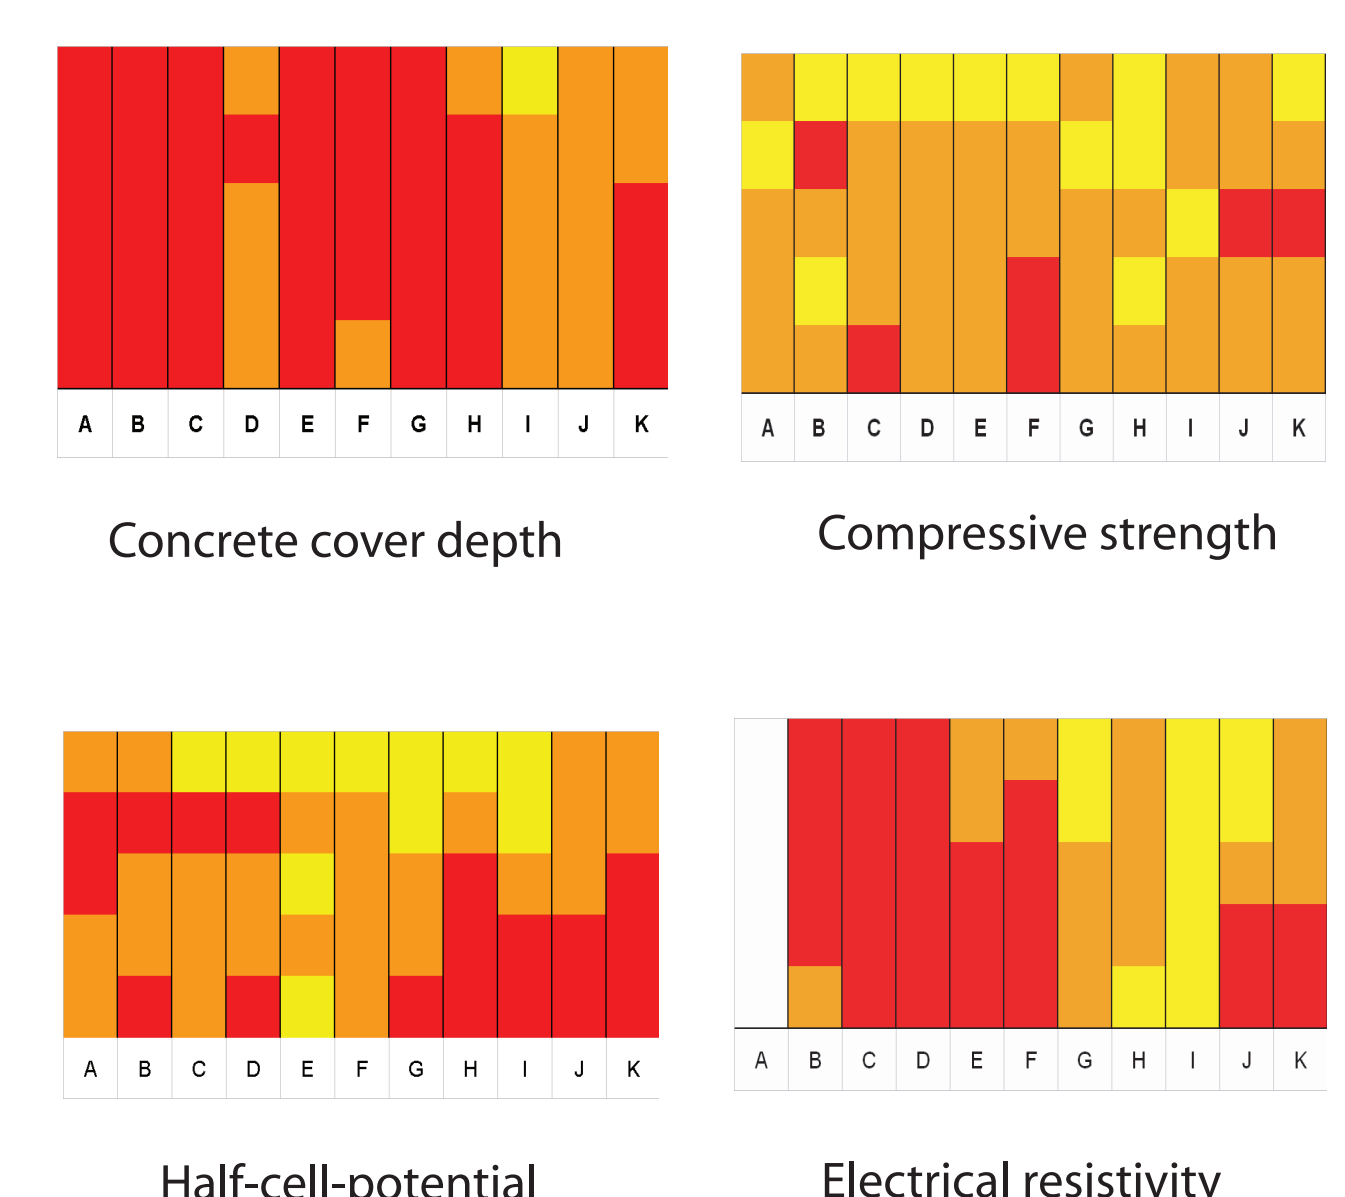 A B C D E F G H I J K
Concrete cover depth
A B C D E F G H I J K
Compressive strength
A B C D E F G H I J K
Half-cell-potential
A B C D E F G H I J K
Electrical resistivity